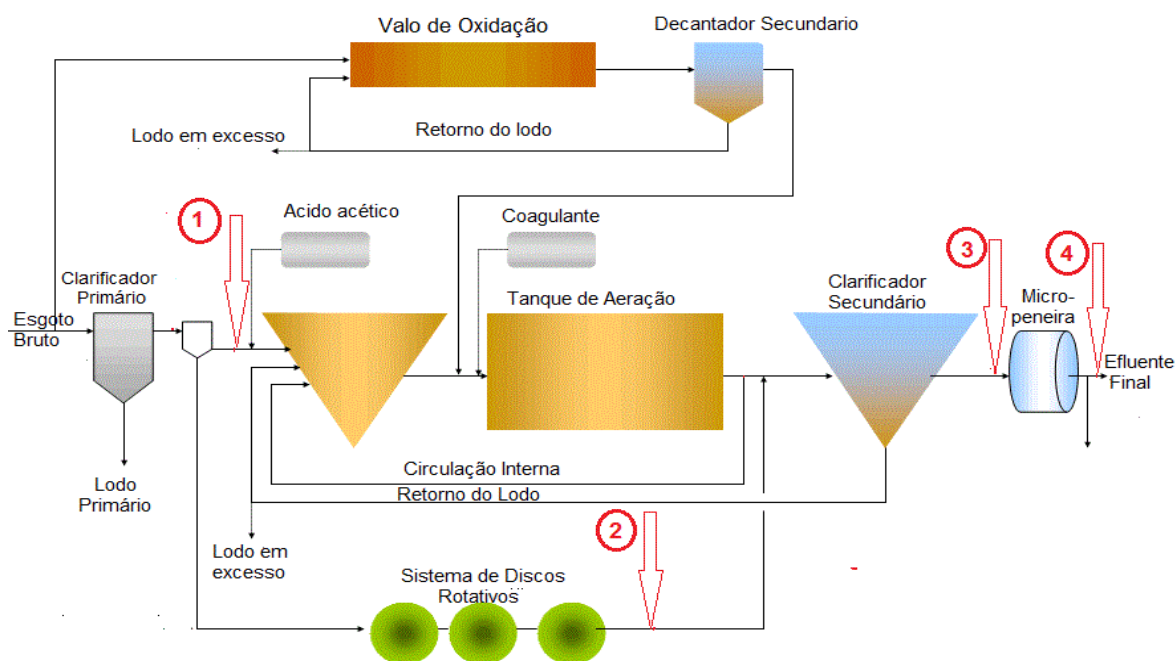 Valo de Oxidação
Decantador Secundario
Retorno do lodo
Lodo em excesso
1
Acido acético
Coagulante
3
4
Clarificador
Primário
Tanque de Aeração
Clarificador
Secundário
Micro-
peneira
Esgoto
Bruto
Efluente
Final
Circulação Interna
Retorno do Lodo
Lodo
Primário
2
Lodo em
excesso
Sistema de Discos
Rotativos